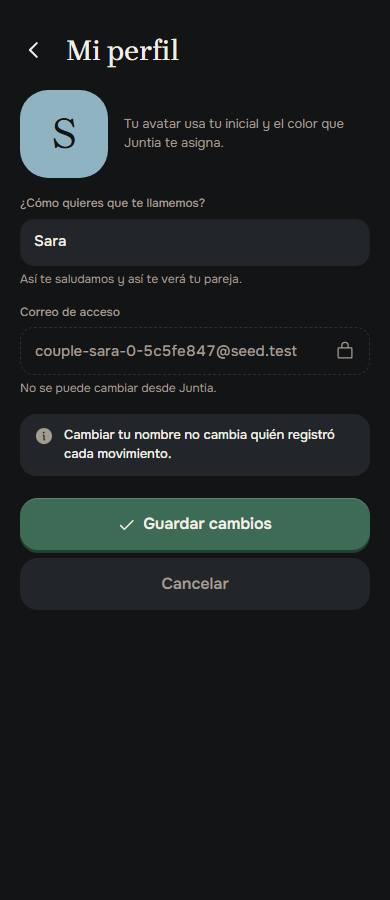 Mi perfil
S
Tu avatar usa tu inicial y el color que
Juntia te asigna.
¿Cómo quieres que te llamemos?
Sara
Así te saludamos y así te verá tu pareja.
Correo de acceso
couple-sara-0-5c5fe847@seed.test
No se puede cambiar desde Juntia.
Cambiar tu nombre no cambia quién registró
cada movimiento.
Guardar cambios
Cancelar